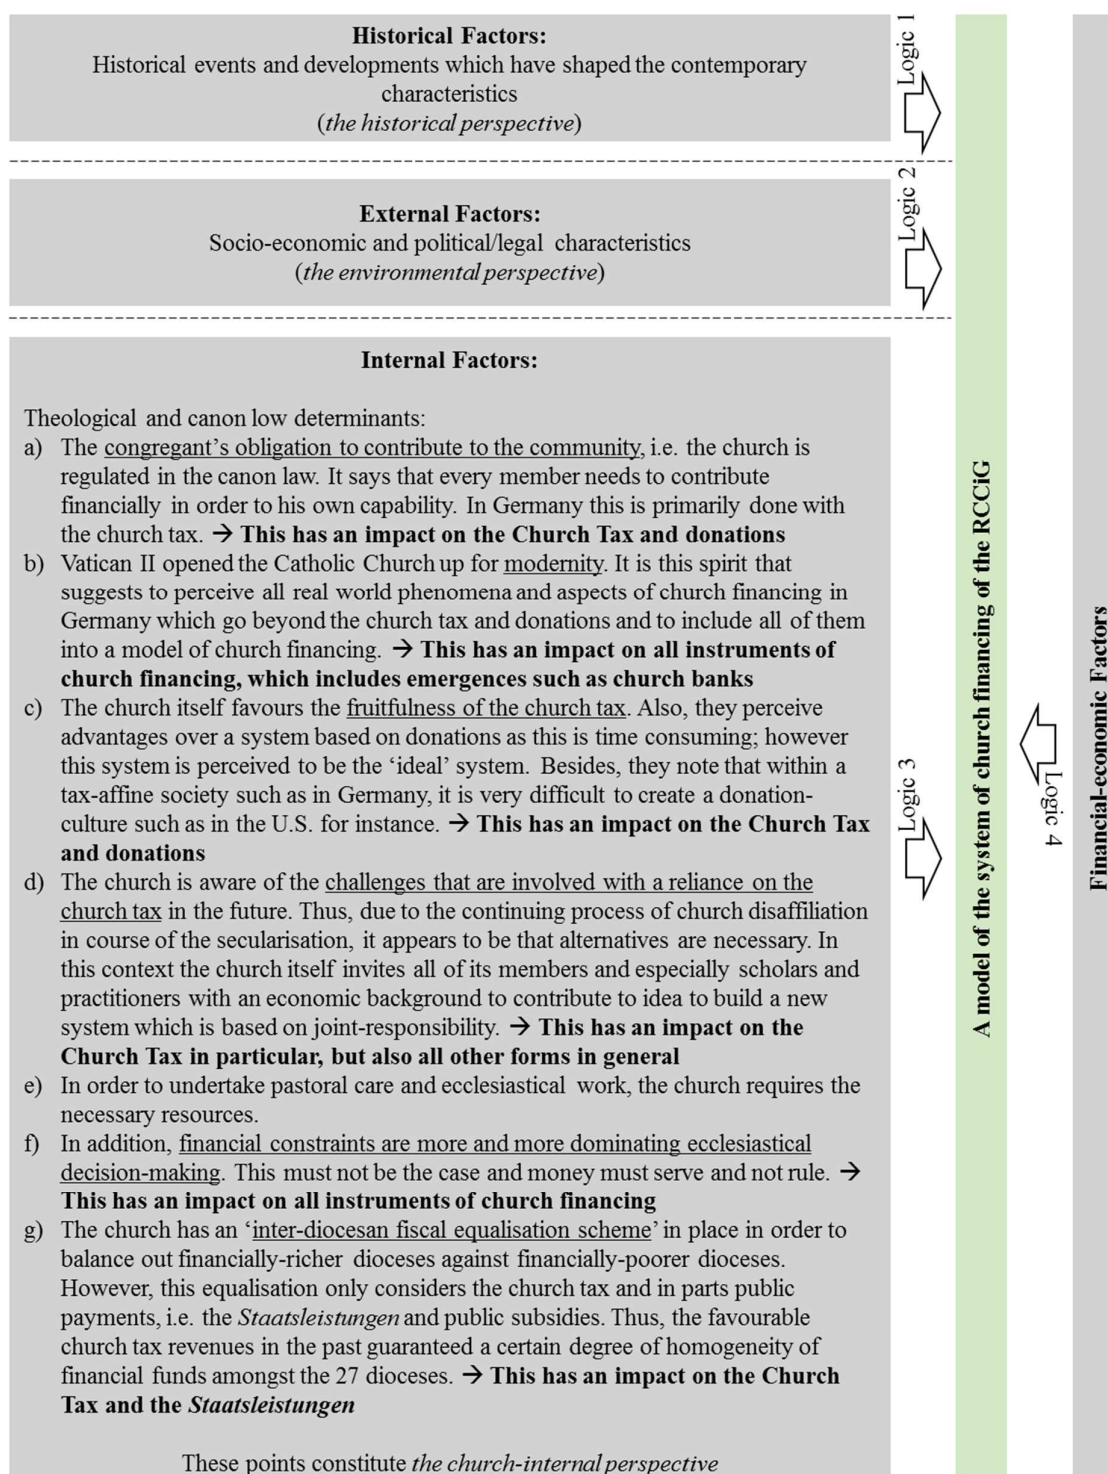 Historical Factors:
Historical events and developments which have shaped the contemporary
characteristics
(the historical perspective)
Logic 1
External Factors:
Socio-economic and political/legal characteristics
(the environmental perspective)
Logic 2
Internal Factors:
Theological and canon low determinants:
a) The congregant's obligation to contribute to the community, i.e. the church is
regulated in the canon law. It says that every member needs to contribute
financially in order to his own capability. In Germany this is primarily done with
the church tax. → This has an impact on the Church Tax and donations
b) Vatican II opened the Catholic Church up for modernity. It is this spirit that
suggests to perceive all real world phenomena and aspects of church financing in
Germany which go beyond the church tax and donations and to include all of them
into a model of church financing. → This has an impact on all instruments of
church financing, which includes emergences such as church banks
c) The church itself favours the fruitfulness of the church tax. Also, they perceive
advantages over a system based on donations as this is time consuming; however
this system is perceived to be the ‘ideal’ system. Besides, they note that within a
tax-affine society such as in Germany, it is very difficult to create a donation-
culture such as in the U.S. for instance. → This has an impact on the Church Tax
and donations
d) The church is aware of the challenges that are involved with a reliance on the
church tax in the future. Thus, due to the continuing process of church disaffiliation
in course of the secularisation, it appears to be that alternatives are necessary. In
this context the church itself invites all of its members and especially scholars and
practitioners with an economic background to contribute to idea to build a new
system which is based on joint-responsibility. → This has an impact on the
Church Tax in particular, but also all other forms in general
e) In order to undertake pastoral care and ecclesiastical work, the church requires the
necessary resources.
f) In addition, financial constraints are more and more dominating ecclesiastical
decision-making. This must not be the case and money must serve and not rule. →
This has an impact on all instruments of church financing
g) The church has an ‘inter-diocesan fiscal equalisation scheme’ in place in order to
balance out financially-richer dioceses against financially-poorer dioceses.
However, this equalisation only considers the church tax and in parts public
payments, i.e. the Staatsleistungen and public subsidies. Thus, the favourable
church tax revenues in the past guaranteed a certain degree of homogeneity of
financial funds amongst the 27 dioceses. → This has an impact on the Church
Tax and the Staatsleistungen
These points constitute the church-internal perspective
Logic 3
A model of the system of church financing of the RCCiG
Logic 4
Financial-economic Factors